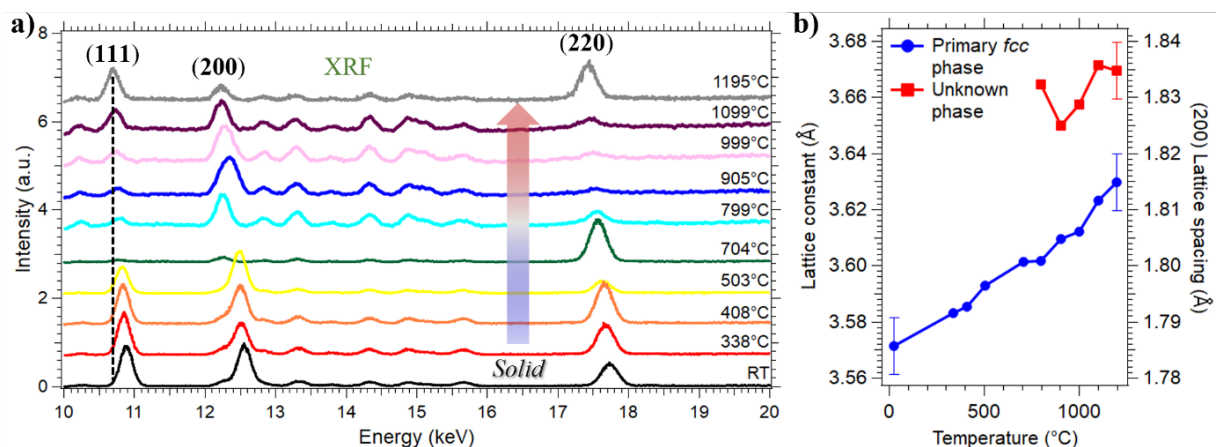 a)
8
6
4
2
0
Intensity (a.u.)
(111)
(200)
XRF
(220)
1195°C
1099°C
999°C
905°C
799°C
704°C
503°C
408°C
338°C
RT
Solid
10
11
12
13
14
15
16
17
18
19
20
Energy (keV)
b)
3.68
3.66
3.64
3.62
3.60
3.58
3.56
Lattice constant (Å)
Primary fcc
phase
Unknown
phase
1.84
1.83
1.82
1.81
1.80
1.79
1.78
(200) Lattice spacing (Å)
0
500
1000
Temperature (°C)